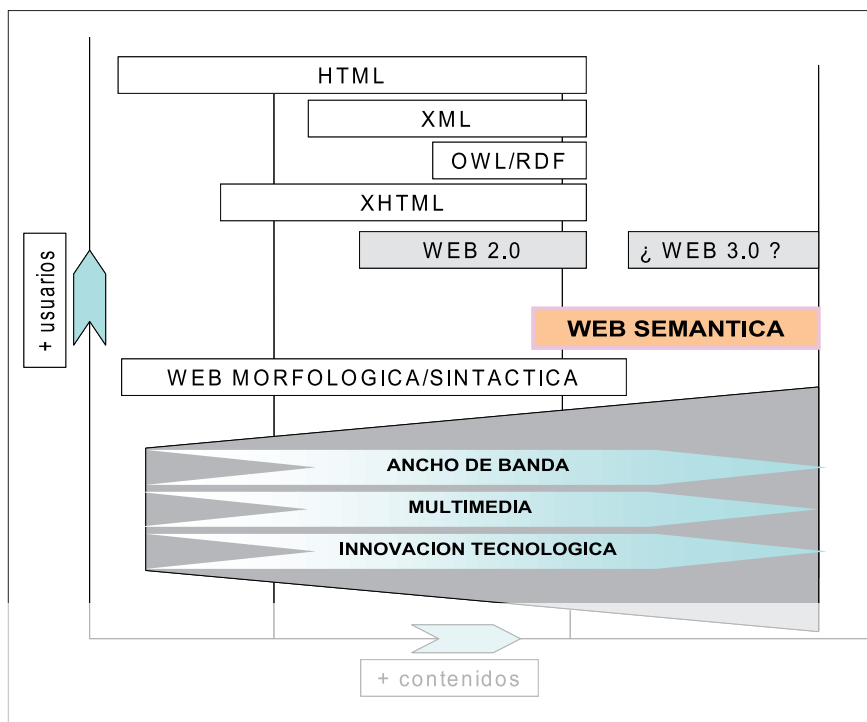 HTML
XML
OWL/RDF
XHTML
WEB 2.0
¿ WEB 3.0 ?
+ usuarios
WEB SEMANTICA
WEB MORFOLOGICA/SINTACTICA
ANCHO DE BANDA
MULTIMEDIA
INNOVACION TECNOLOGICA
+ contenidos